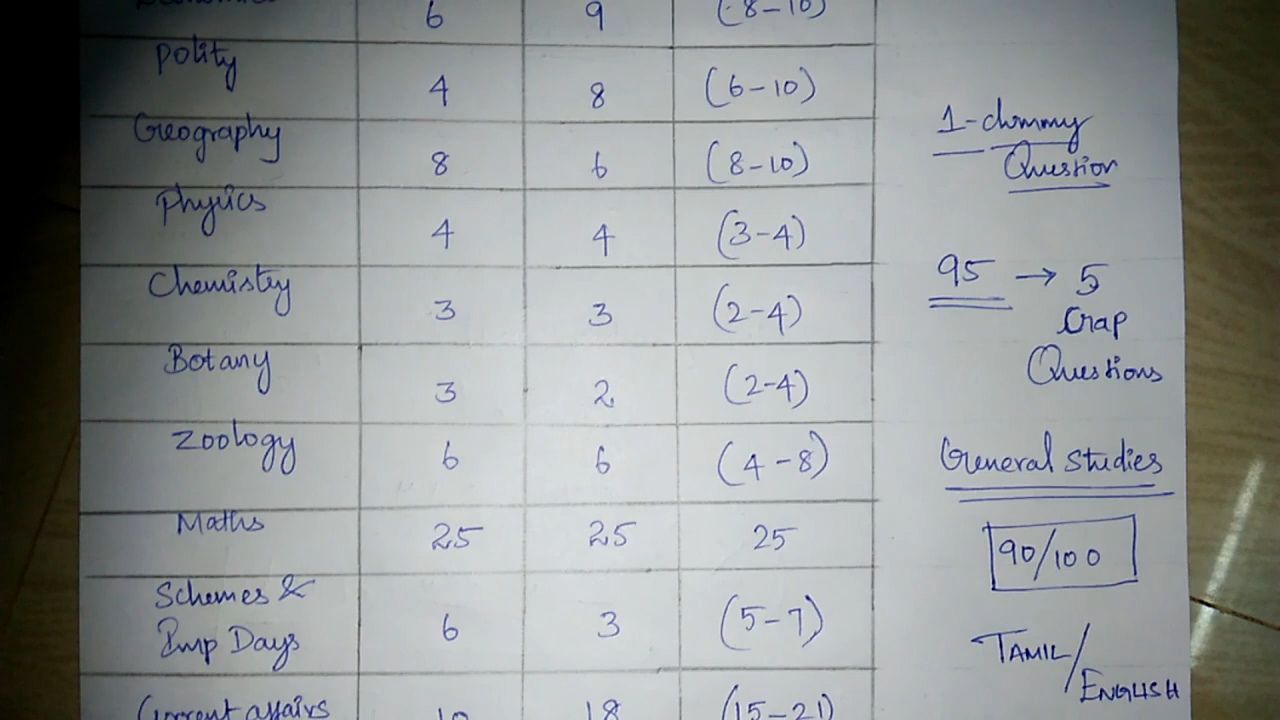 Economics 6 9 (8-10)
Polity 4 8 (6-10)
Geography 8 6 (8-10)
Physics 4 4 (3-4)
Chemistry 3 3 (2-4)
Botany 3 2 (2-4)
Zoology 6 6 (4-8)
Maths 25 25 25
Schemes &
Imp Days 6 3 (5-7)
Current affairs 18 (15-21)
1-dummy
Question
95 → 5
Crap
Questions
General Studies
90/100
TAMIL/
ENGLISH